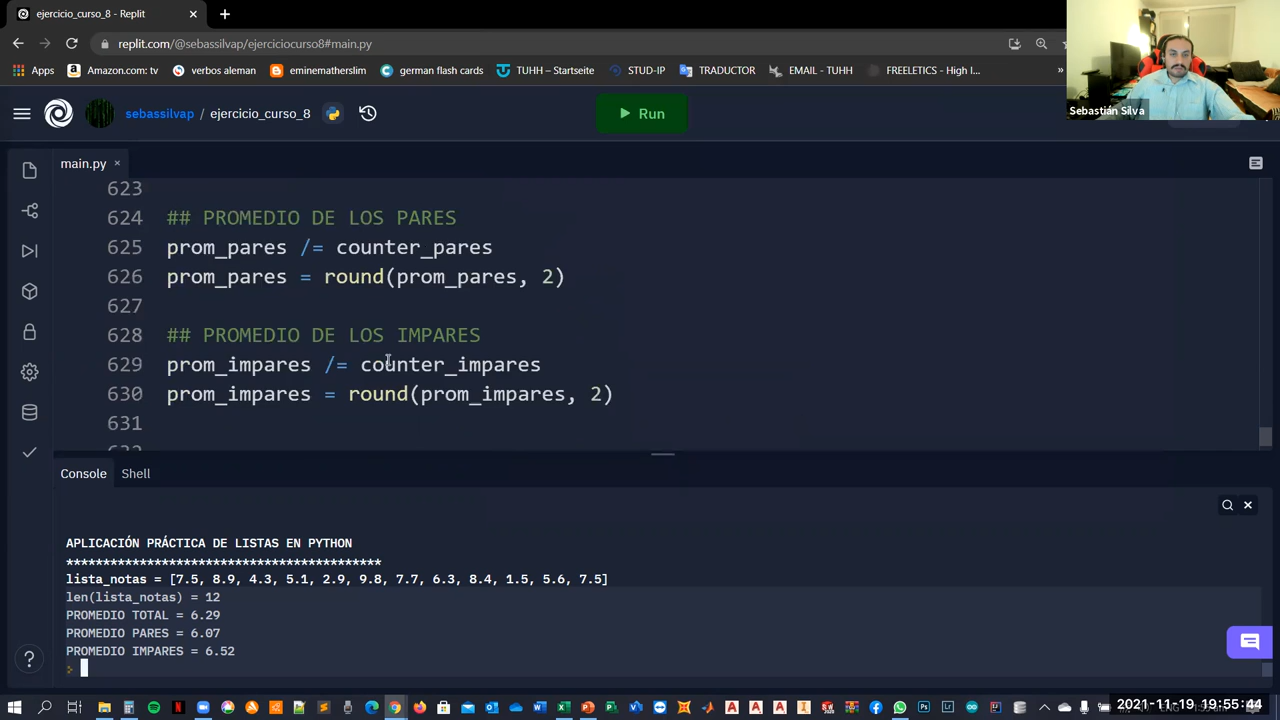 ejercicio_curso_8 - Replit
replit.com/@sebassilvap/ejerciciocurso8#main.py
Apps
Amazon.com: tv
verbos aleman
eminematherslim
german flash
TUHH – Startseite
STUD-IP
TRADUCTOR
EMAIL - TUHH
FREELETICS – High I...
»
Sebastián Silva
sebassilvap / ejercicio_curso_8
Run
main.py
623
624 ## PROMEDIO DE LOS PARES
625 prom_pares /= counter_pares
626 prom_pares = round(prom_pares, 2)
627
628 ## PROMEDIO DE LOS IMPARES
629 prom_impares /= counter_impares
630 prom_impares = round(prom_impares, 2)
631
Console Shell
APLICACIÓN PRÁCTICA DE LISTAS EN PYTHON
*******************************************
lista_notas = [7.5, 8.9, 4.3, 5.1, 2.9, 9.8, 7.7, 6.3, 8.4, 1.5, 5.6, 7.5]
len(lista_notas) = 12
PROMEDIO TOTAL = 6.29
PROMEDIO PARES = 6.07
PROMEDIO IMPARES = 6.52
2021-11-19 19:55:44